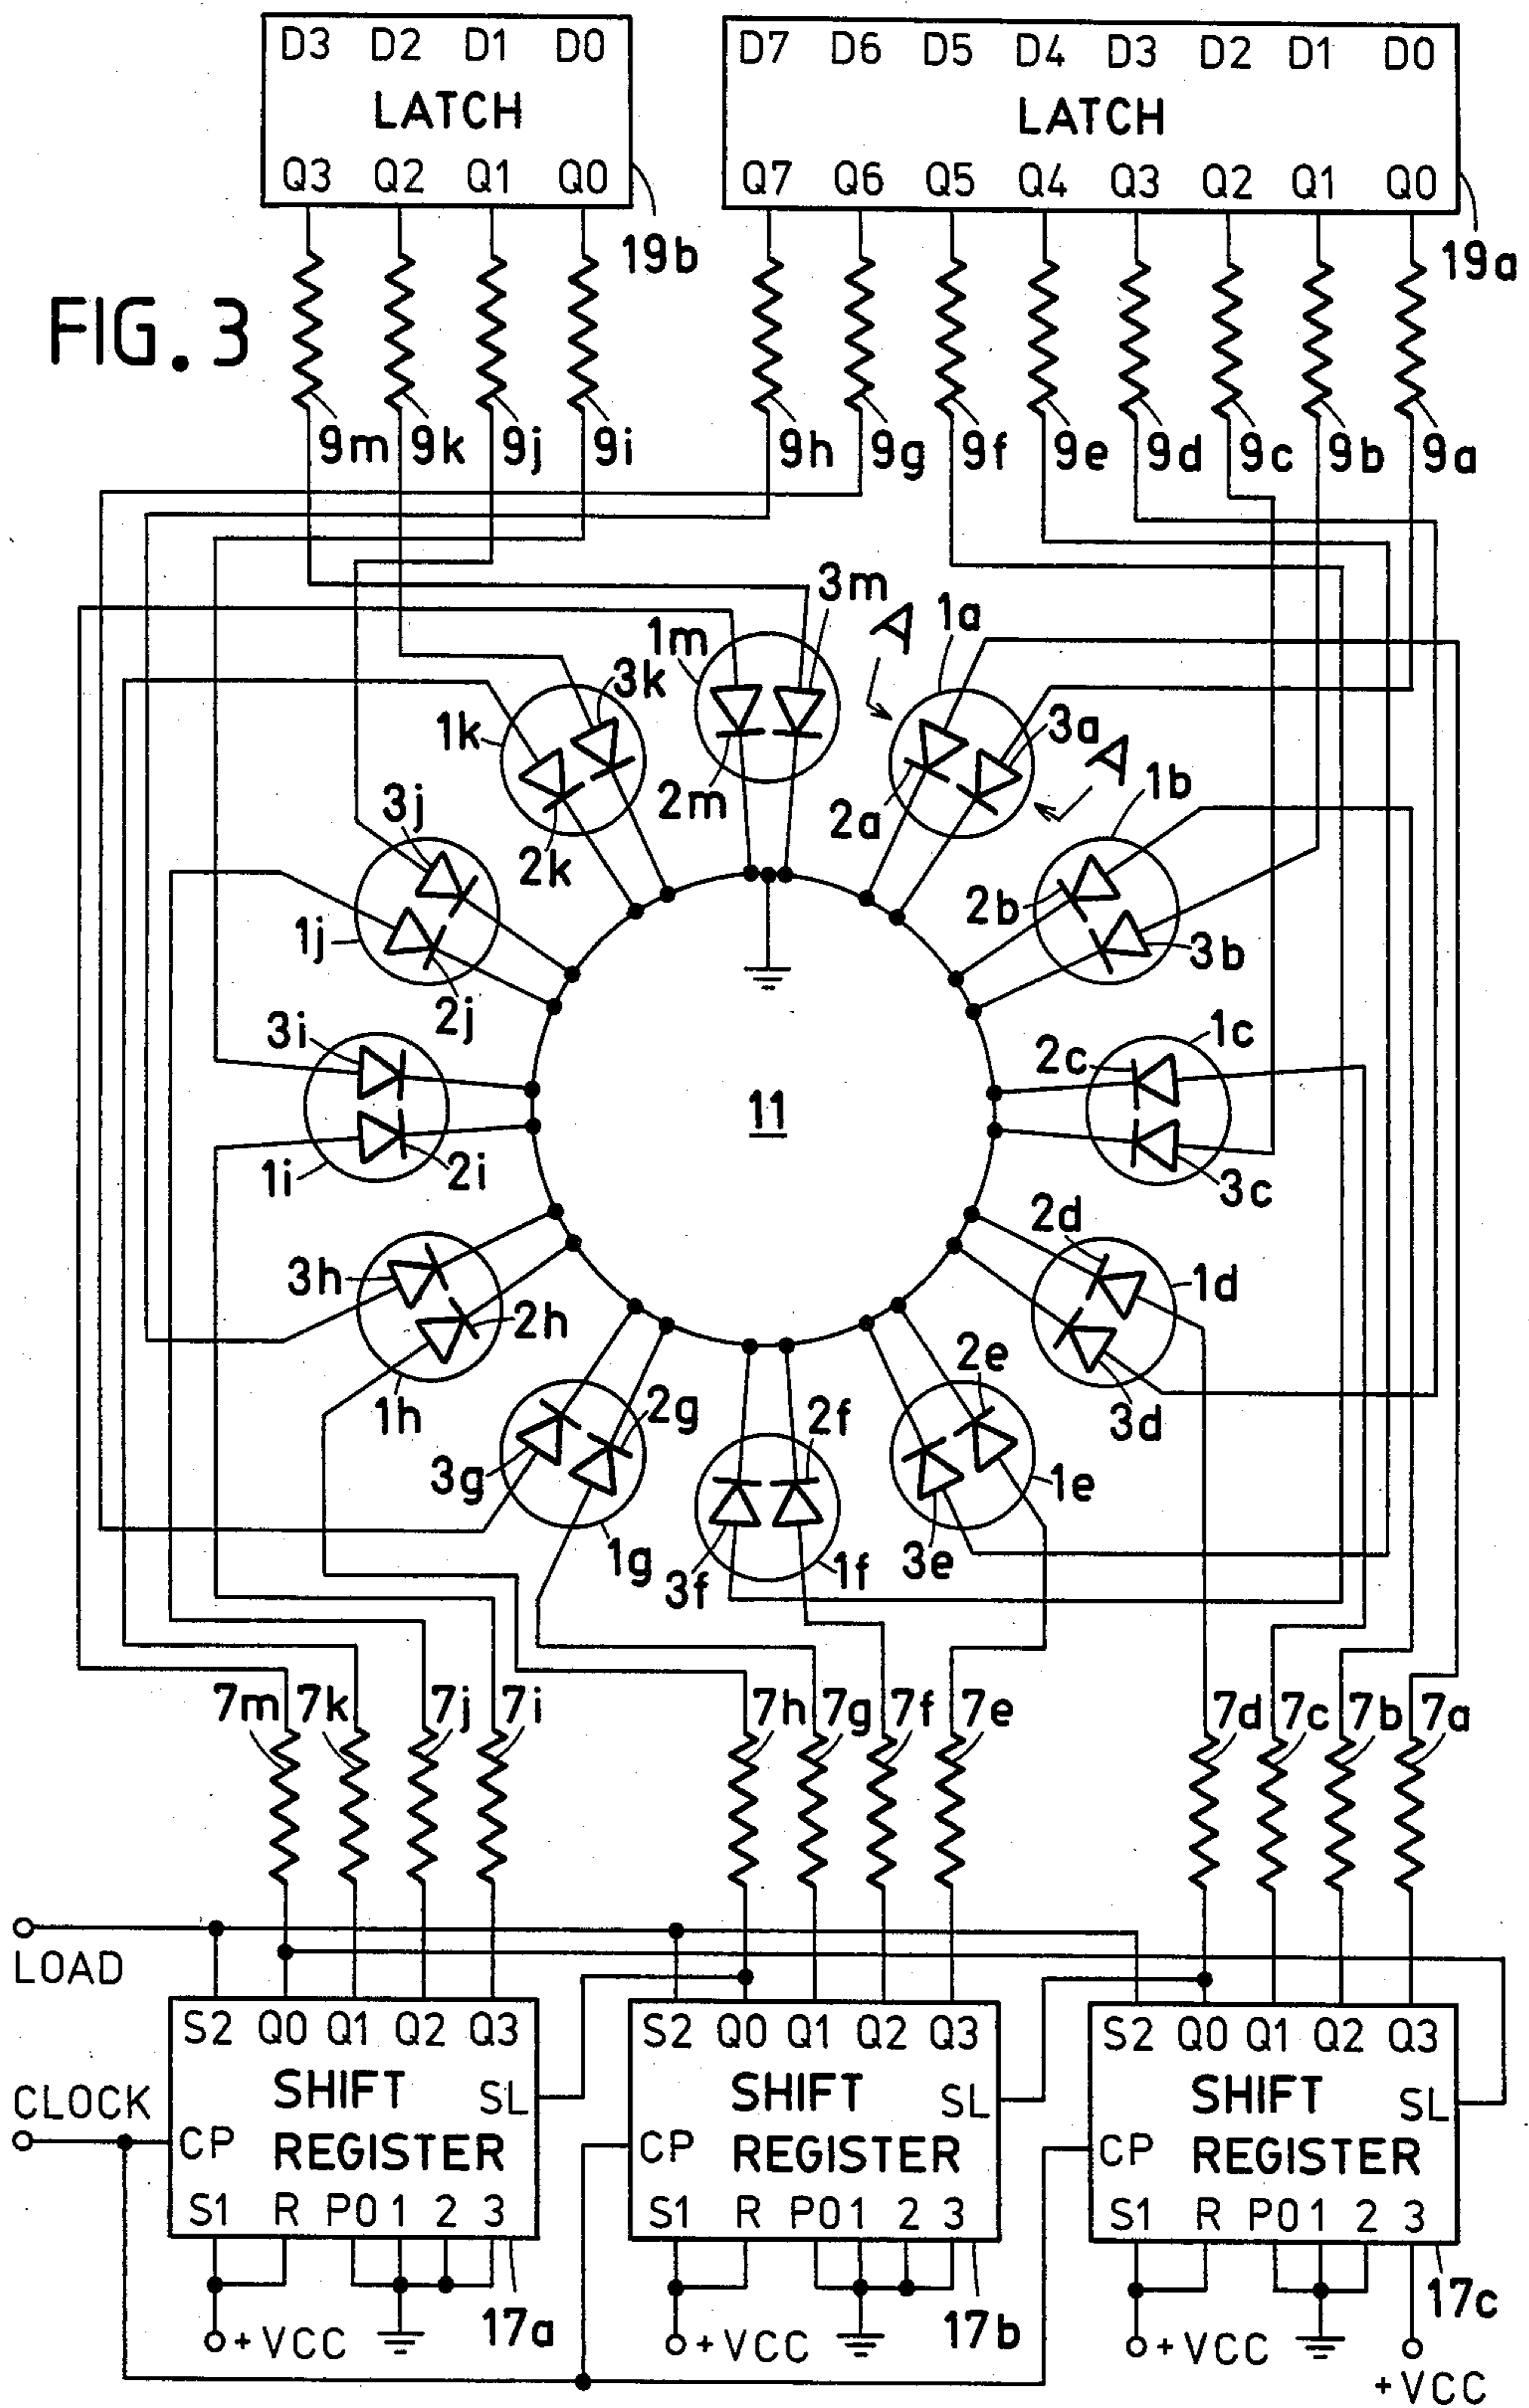 D3 D2 D1 D0
LATCH
Q3 Q2 Q1 Q0
19b
D7 D6 D5 D4 D3 D2 D1 D0
LATCH
Q7 Q6 Q5 Q4 Q3 Q2 Q1 Q0
19a
FIG. 3
9m 9k 9j 9i 9h 9g 9f 9e 9d 9c 9b 9a
3m
A
1a
1m
3k
1k
3a
A
2m
2a
1b
3j
2k
2b
1j
3b
2j
3i
1c
2c
11
1i
2i
3c
2d
3h
1d
2h
2e
1h
2g
2f
3d
3g
1e
1g
3f
1f
3e
7m 7k 7j 7i 7h 7g 7f 7e 7d 7c 7b 7a
LOAD
S2 Q0 Q1 Q2 Q3
SHIFT
SL
CLOCK
CP
REGISTER
S1 R P0 1 2 3
17a
+VCC
S2 Q0 Q1 Q2 Q3
SHIFT
SL
CP
REGISTER
S1 R P0 1 2 3
17b
+VCC
S2 Q0 Q1 Q2 Q3
SHIFT
SL
CP
REGISTER
S1 R P0 1 2 3
17c
+VCC
+VCC